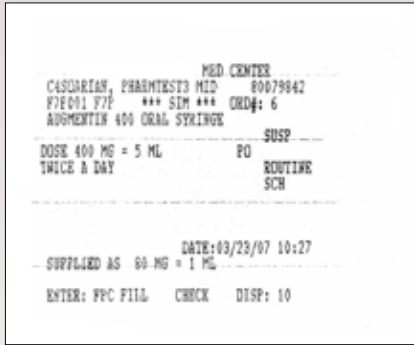 MED CENTER
CASUARIAN, PHARMTEST3 MID 80079842
F7P001 F7P *** SIM *** ORD#: 6
AUGMENTIN 400 ORAL SYRINGE
SUSP
DOSE 400 MG = 5 ML PO
TWICE A DAY ROUTINE
SCH
DATE:03/23/07 10:27
SUPPLIED AS 80 MG = 1 ML
ENTER: FPC FILL CHECK DISP: 10